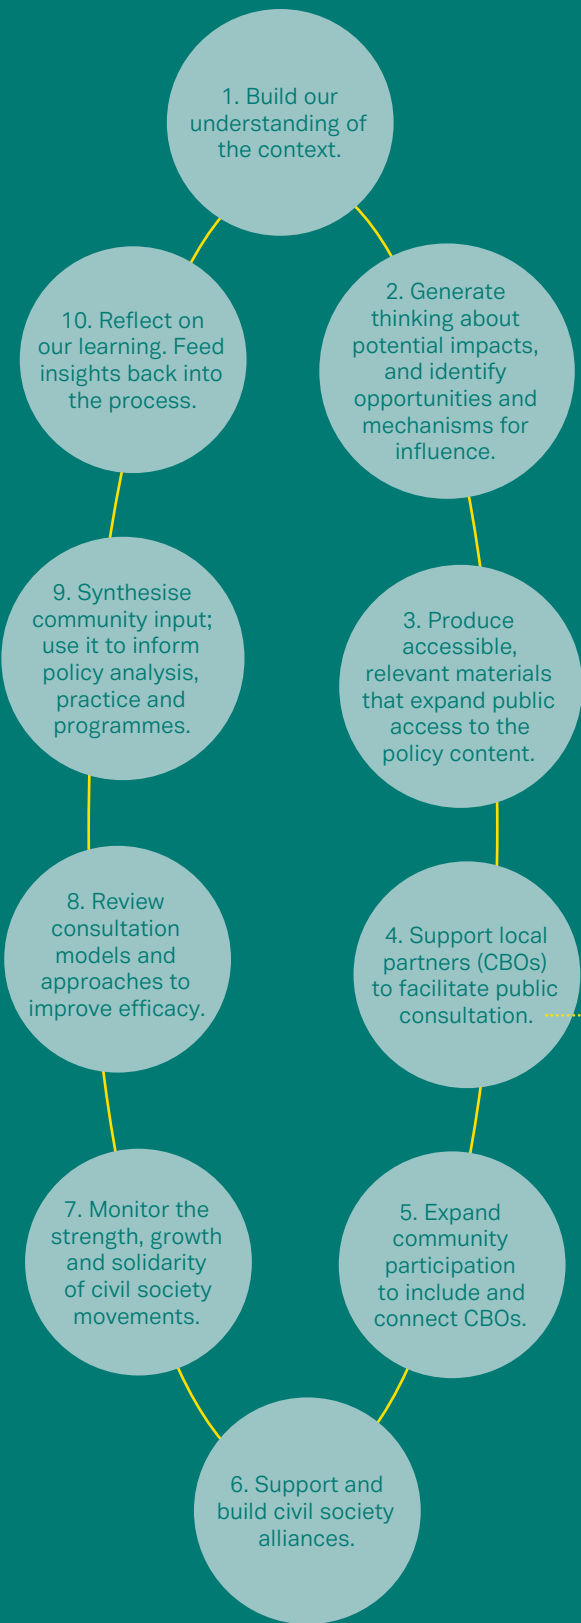 1. Build our
understanding of
the context.
2. Generate
thinking about
potential impacts,
and identify
opportunities and
mechanisms for
influence.
3. Produce
accessible,
relevant materials
that expand public
access to the
policy content.
4. Support local
partners (CBOs)
to facilitate public
consultation.
5. Expand
community
participation
to include and
connect CBOs.
6. Support and
build civil society
alliances.
7. Monitor the
strength, growth
and solidarity
of civil society
movements.
8. Review
consultation
models and
approaches to
improve efficacy.
9. Synthesise
community input;
use it to inform
policy analysis,
practice and
programmes.
10. Reflect on
our learning. Feed
insights back into
the process.